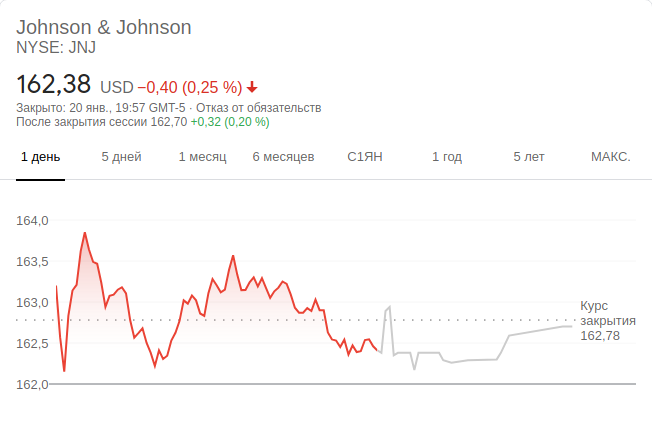 Johnson & Johnson
NYSE: JNJ
162,38 USD −0,40 (0,25 %)
Закрыто: 20 янв., 19:57 GMT-5 · Отказ от обязательств
После закрытия сессии 162,70 +0,32 (0,20 %)
1 день 5 дней 1 месяц 6 месяцев С1ЯН 1 год 5 лет МАКС.
164,0
163,5
163,0
162,5
162,0
Курс
закрытия
162,78